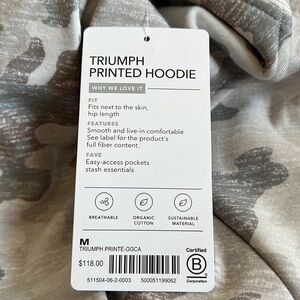 TRIUMPH
PRINTED HOODIE
WHY WE LOVE IT
FIT
Fits next to the skin,
hip length
FEATURES
Smooth and live-in comfortable
See label for the product's
full fiber content.
FAVE
Easy-access pockets
stash essentials
BREATHABLE
ORGANIC
COTTON
SUSTAINABLE
MATERIAL
M
TRIUMPH PRINTE-GGCA
$118.00
511504-06-2-0003 500051199062
Certified
B
Corporation